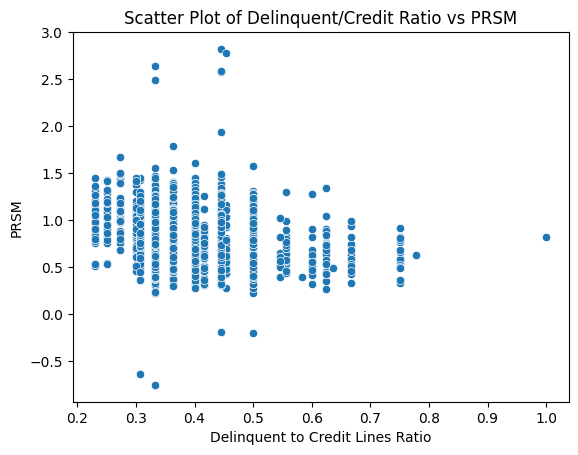 Scatter Plot of Delinquent/Credit Ratio vs PRSM
3.0
2.5
2.0
1.5
1.0
0.5
0.0
−0.5
PRSM
0.2 0.3 0.4 0.5 0.6 0.7 0.8 0.9 1.0
Delinquent to Credit Lines Ratio